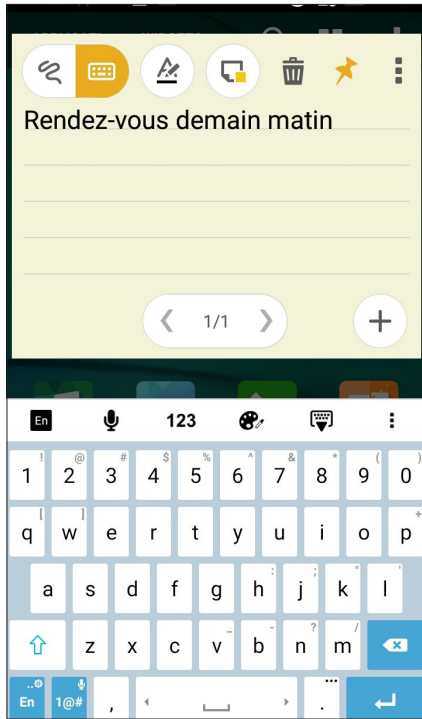 Rendez-vous demain matin
1/1
En 123
1! 2@ 3# 4$ 5% 6^ 7& 8* 9( 0)
q[ w] e r t y u i o p+
a s d f g h: j; k" l'
z x c v_ b- n? m/
En 1@# , .